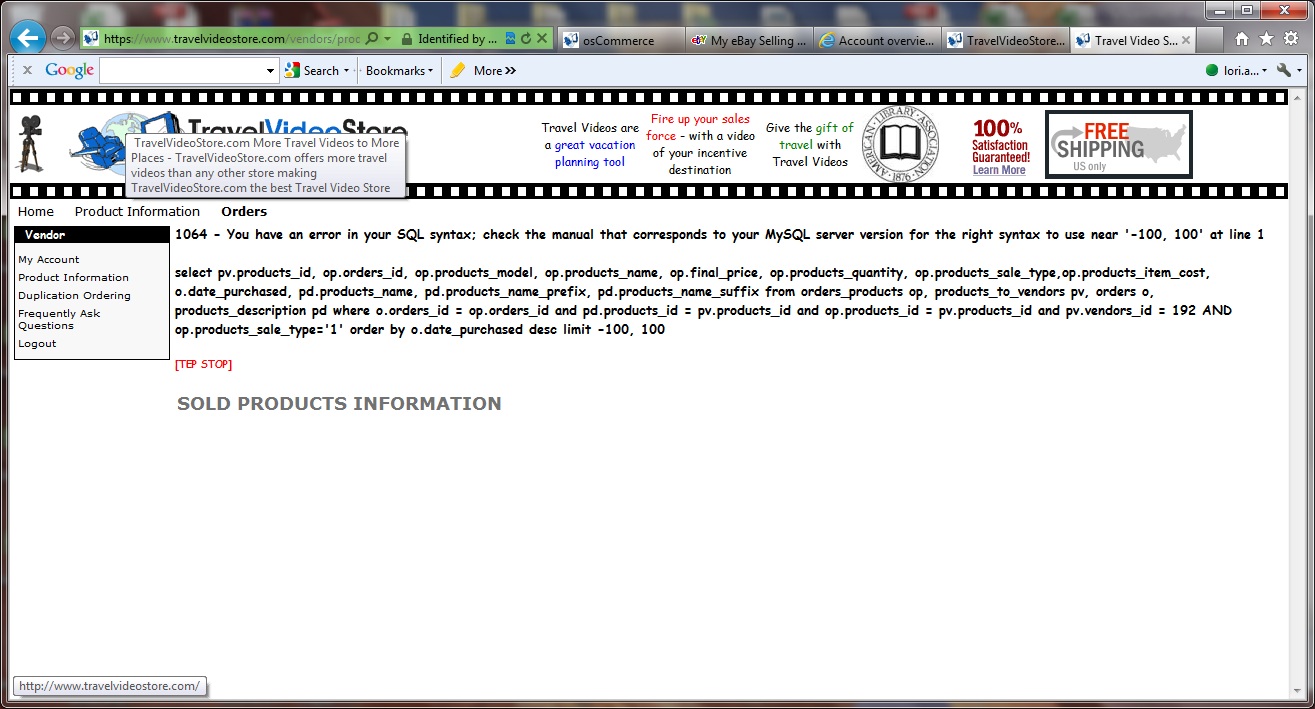 https://www.travelvideostore.com/vendors/proc
Identified by ...
osCommerce
My eBay Selling ...
Account overvie...
TravelVideoStore...
Travel Video S...
x Google
Search
Bookmarks
More »
lori.a...
TravelVideoStore
TravelVideoStore.com More Travel Videos to More
Places - TravelVideoStore.com offers more travel
videos than any other store making
TravelVideoStore.com the best Travel Video Store
Travel Videos are
a great vacation
planning tool
Fire up your sales
force - with a video
of your incentive
destination
Give the gift of
travel with
Travel Videos
AMERICAN LIBRARY ASSOCIATION
1876
100%
Satisfaction
Guaranteed!
Learn More
FREE
SHIPPING
US only
Home Product Information Orders
Vendor
My Account
Product Information
Duplication Ordering
Frequently Ask
Questions
Logout
1064 - You have an error in your SQL syntax; check the manual that corresponds to your MySQL server version for the right syntax to use near '-100, 100' at line 1
select pv.products_id, op.orders_id, op.products_model, op.products_name, op.final_price, op.products_quantity, op.products_sale_type,op.products_item_cost,
o.date_purchased, pd.products_name, pd.products_name_prefix, pd.products_name_suffix from orders_products op, products_to_vendors pv, orders o,
products_description pd where o.orders_id = op.orders_id and pd.products_id = pv.products_id and op.products_id = pv.products_id and pv.vendors_id = 192 AND
op.products_sale_type='1' order by o.date_purchased desc limit -100, 100
[TEP STOP]
SOLD PRODUCTS INFORMATION
http://www.travelvideostore.com/